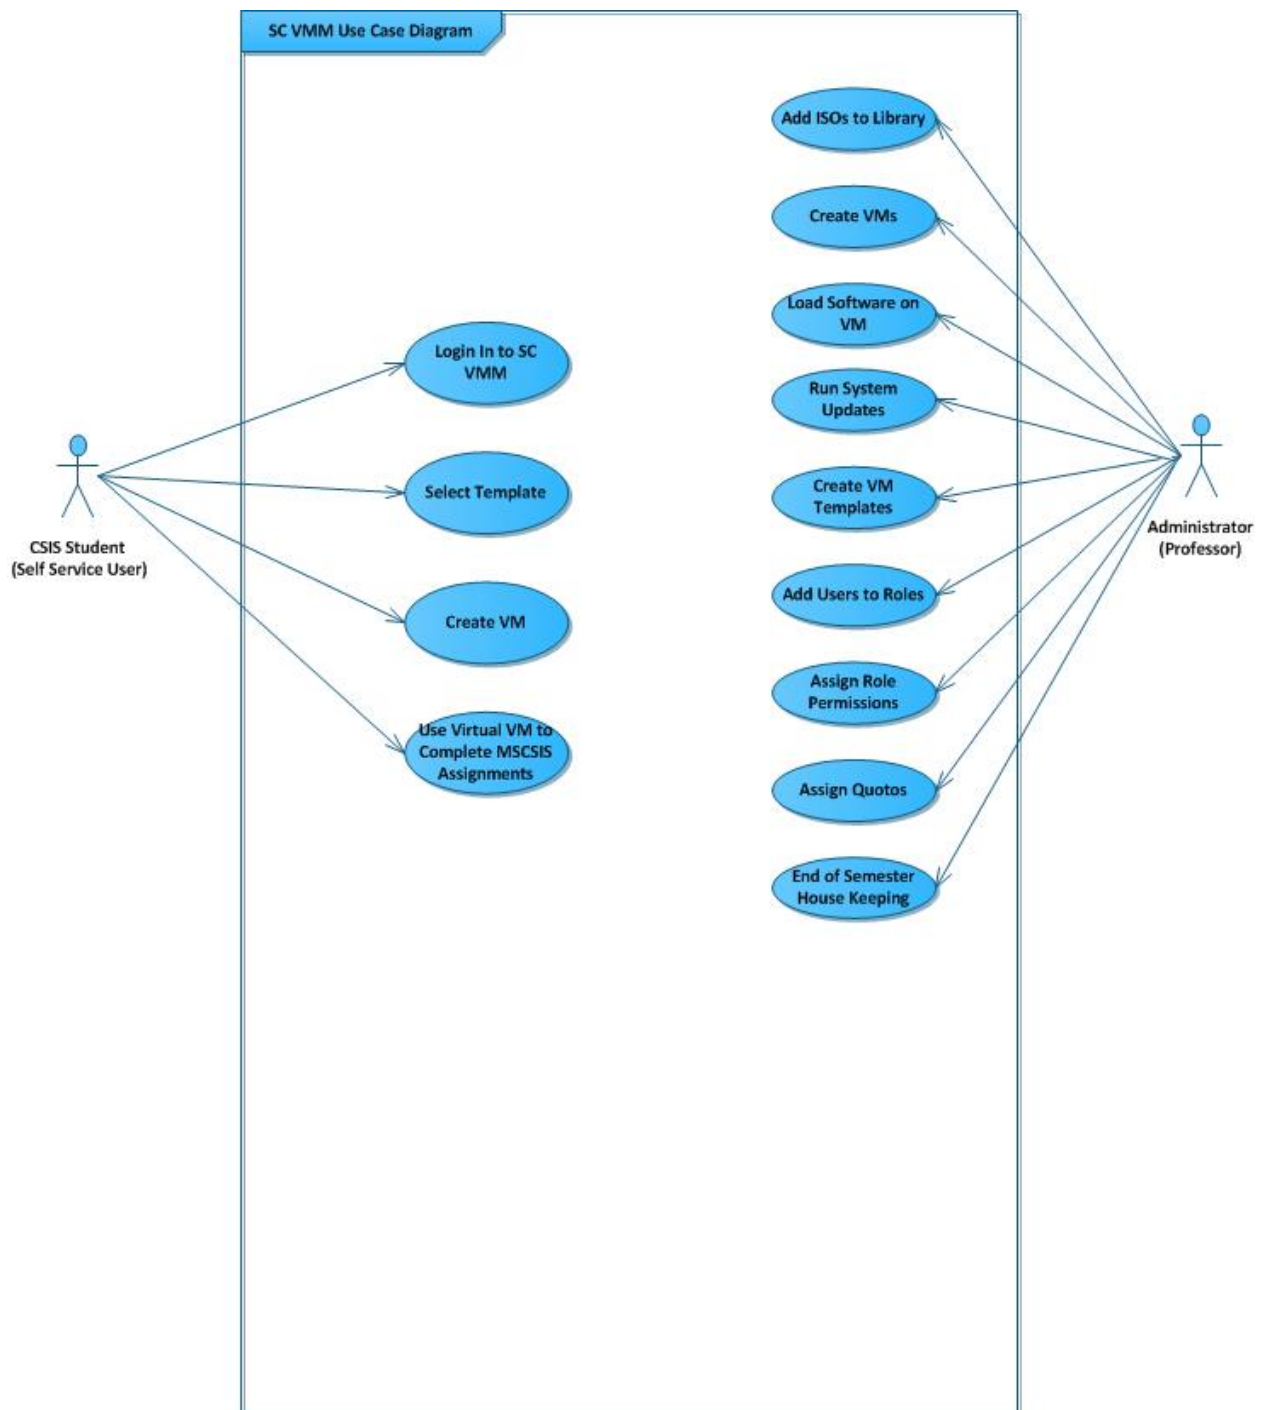 SC VMM Use Case Diagram
Login In to SC
VMM
Select Template
Create VM
Use Virtual VM to
Complete MSCSIS
Assignments
CSIS Student
(Self Service User)
Add ISOs to Library
Create VMs
Load Software on
VM
Run System
Updates
Create VM
Templates
Add Users to Roles
Assign Role
Permissions
Assign Quotos
End of Semester
House Keeping
Administrator
(Professor)